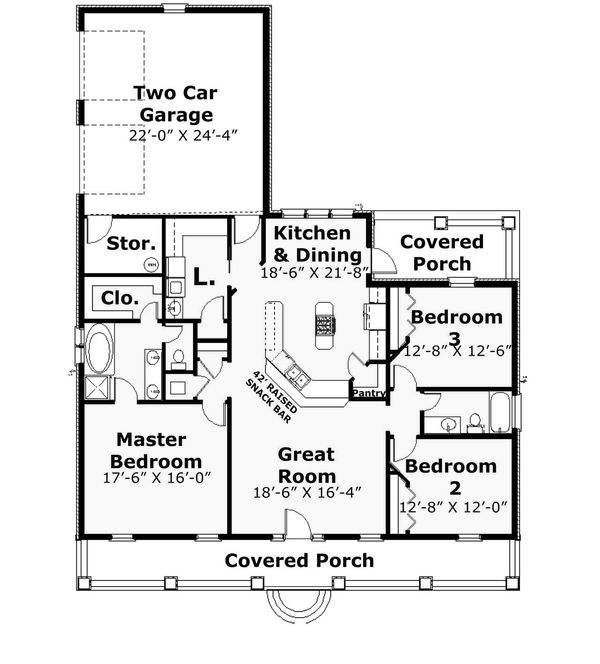 Two Car
Garage
22’-0” X 24’-4”
Stor.
Kitchen
& Dining
18’-6” X 21’-8”
Covered
Porch
L.
Clo.
Bedroom
3
12’-8” X 12’-6”
42" RAISED
SNACK BAR
Pantry
Master
Bedroom
17’-6” X 16’-0”
Great
Room
18’-6” X 16’-4”
Bedroom
2
12’-8” X 12’-0”
Covered Porch